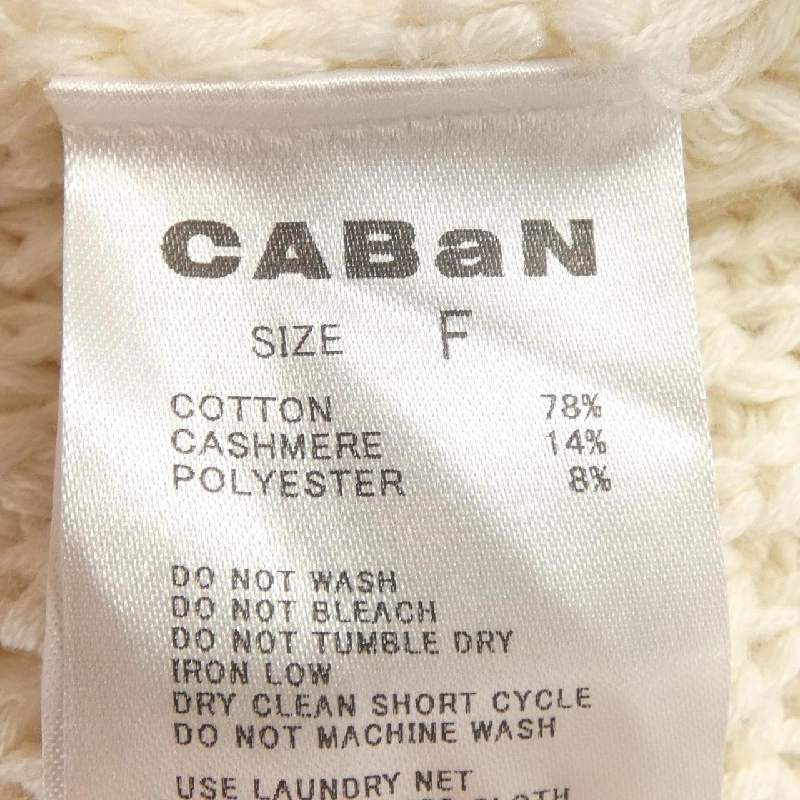 CABaN
SIZE F
COTTON 78%
CASHMERE 14%
POLYESTER 8%
DO NOT WASH
DO NOT BLEACH
DO NOT TUMBLE DRY
IRON LOW
DRY CLEAN SHORT CYCLE
DO NOT MACHINE WASH
USE LAUNDRY NET
CLOTH